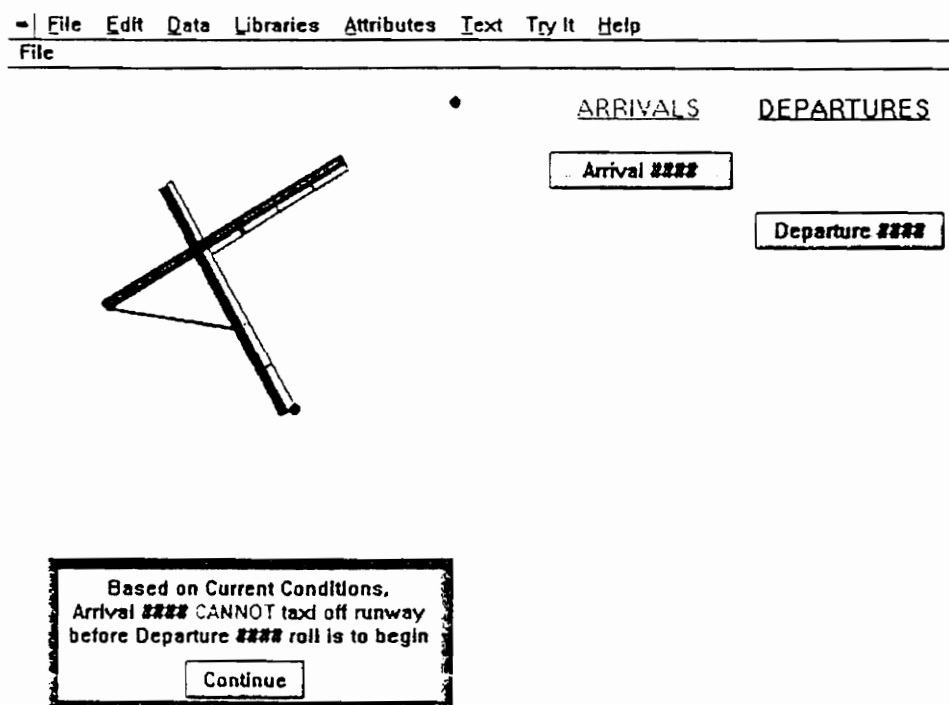 File Edit Data Libraries Attributes Text Try It Help
File
ARRIVALS DEPARTURES
Arrival ####
Departure ####
Based on Current Conditions,
Arrival #### CANNOT taxi off runway
before Departure #### roll is to begin
Continue